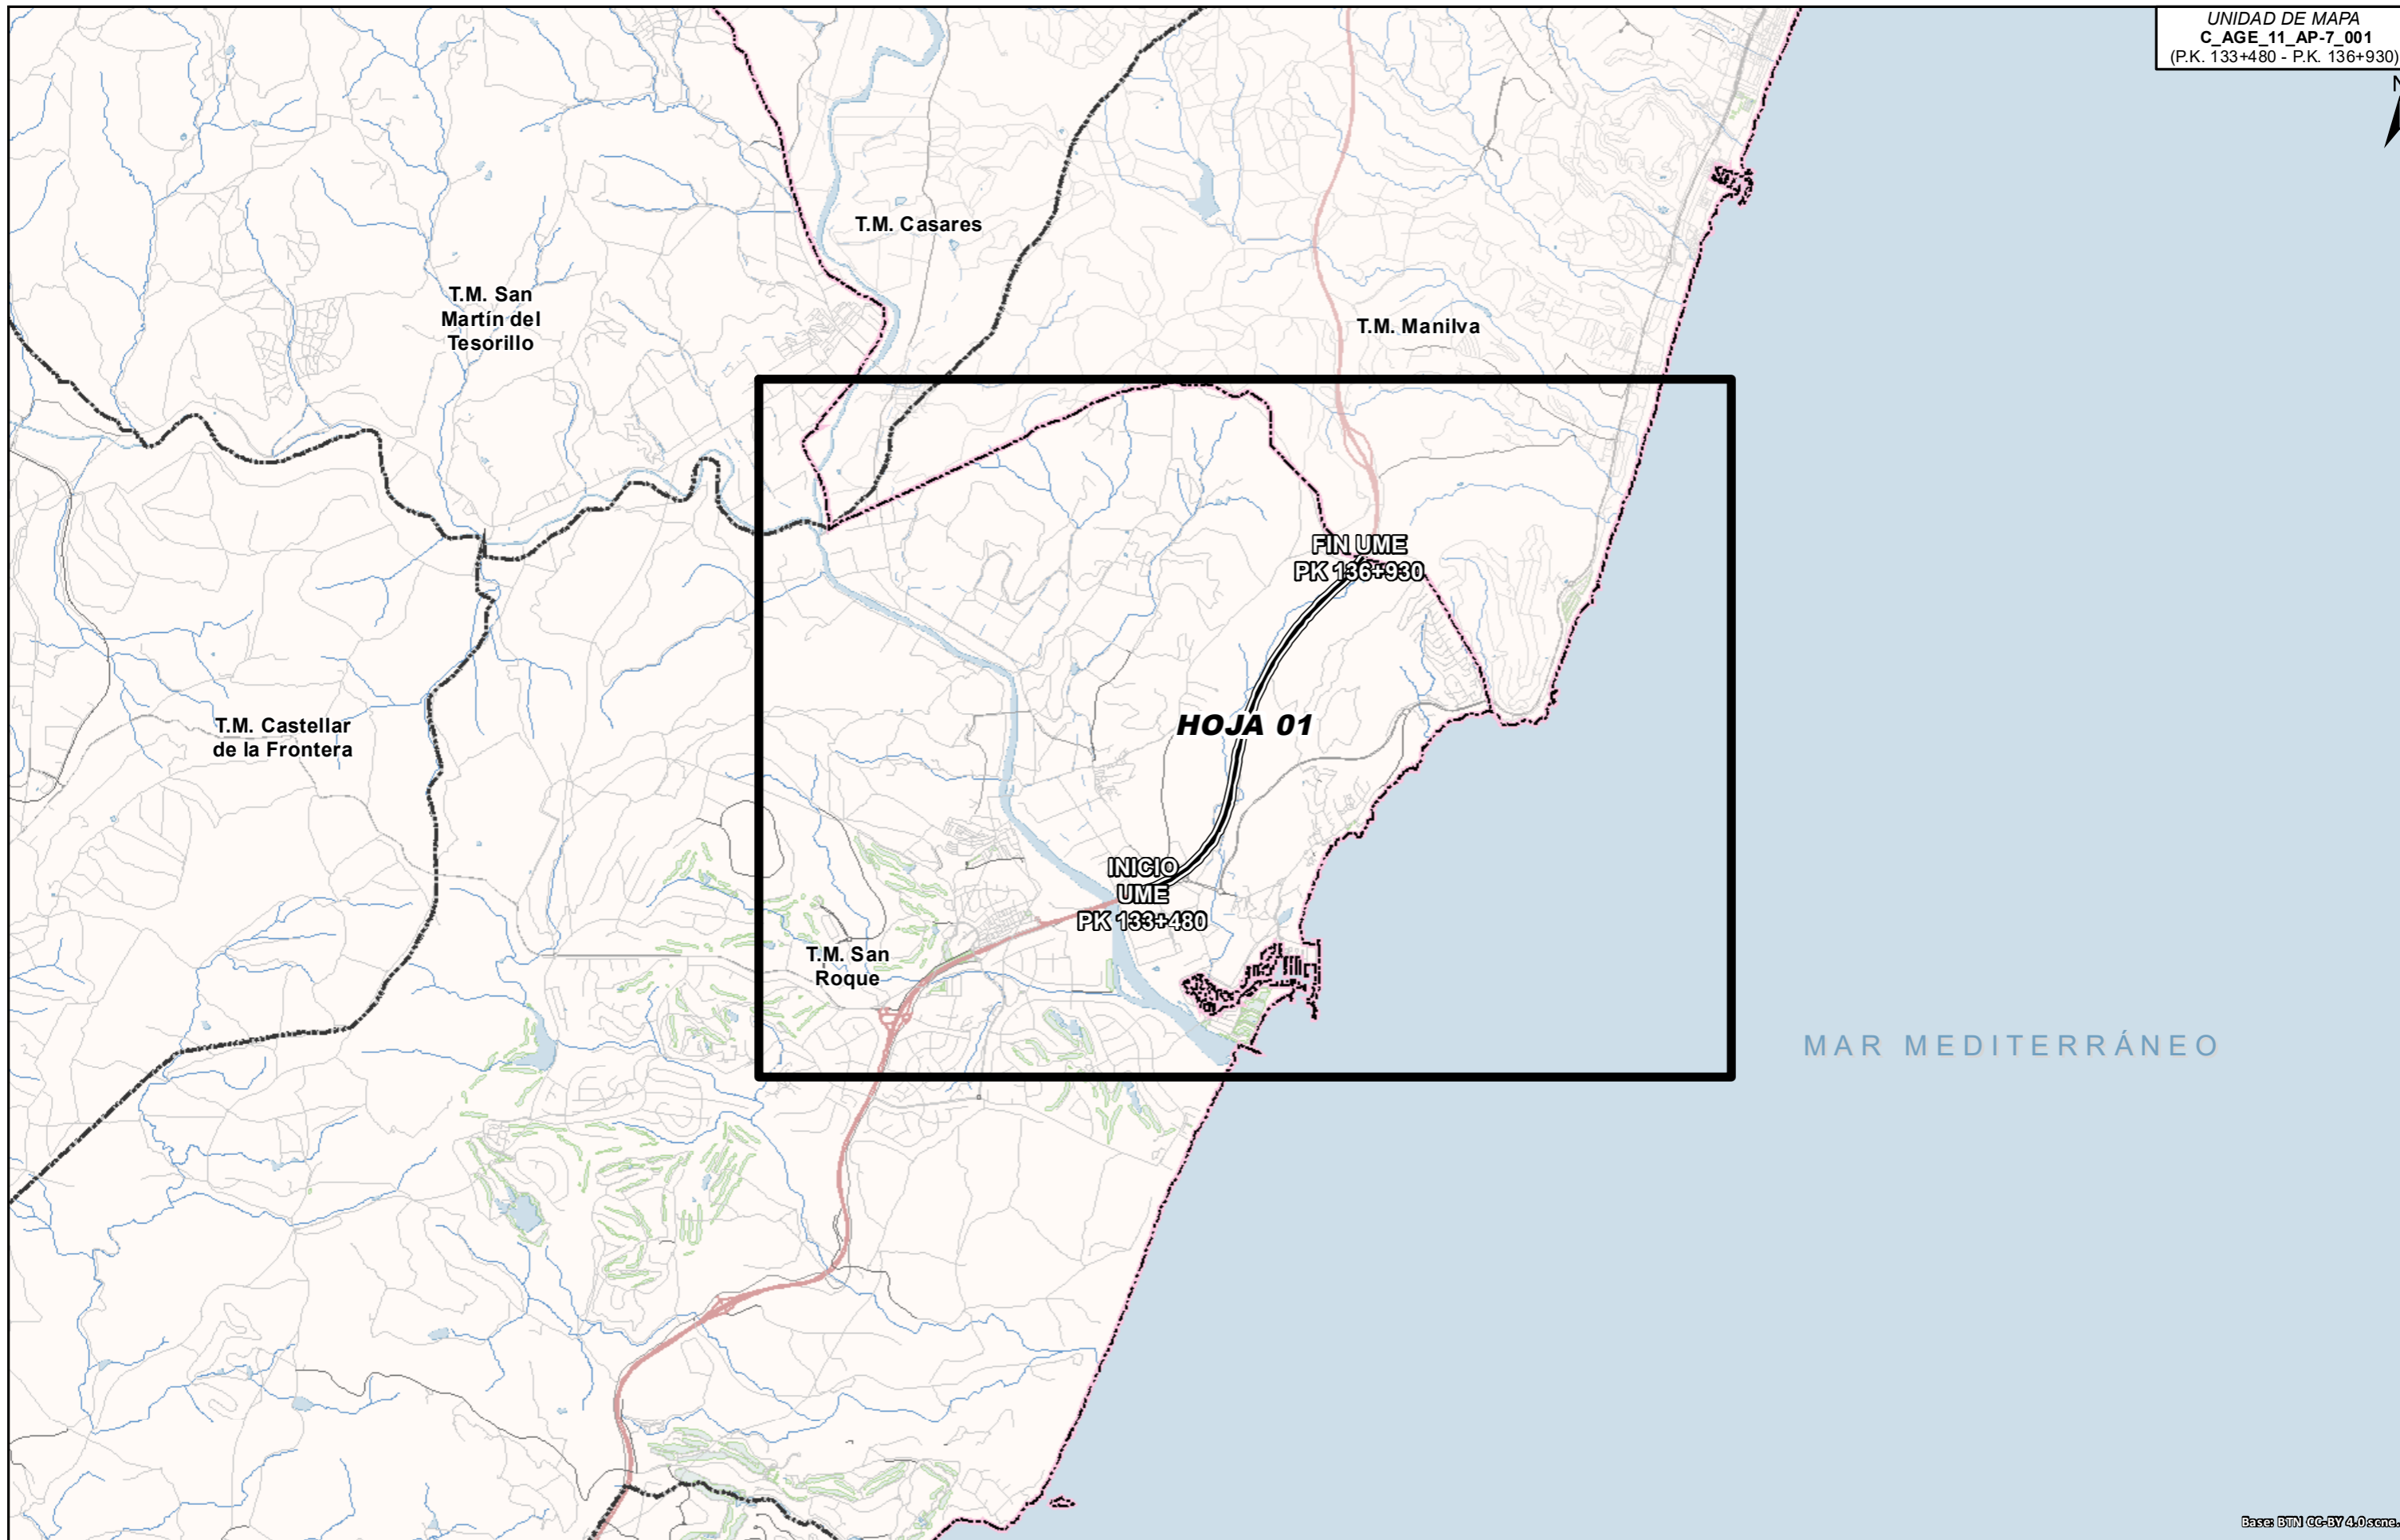 UNIDAD DE MAPA
C_AGE_11_AP-7_001
(P.K. 133+480 - P.K. 136+930)
N
T.M. Casares
T.M. San
Martín del
Tesorillo
T.M. Manilva
FIN UME
PK 136+930
HOJA 01
T.M. Castellar
de la Frontera
INICIO
UME
PK 133+480
T.M. San
Roque
MAR MEDITERRÁNEO
Base: BTN CC-BY 4.0 scne.